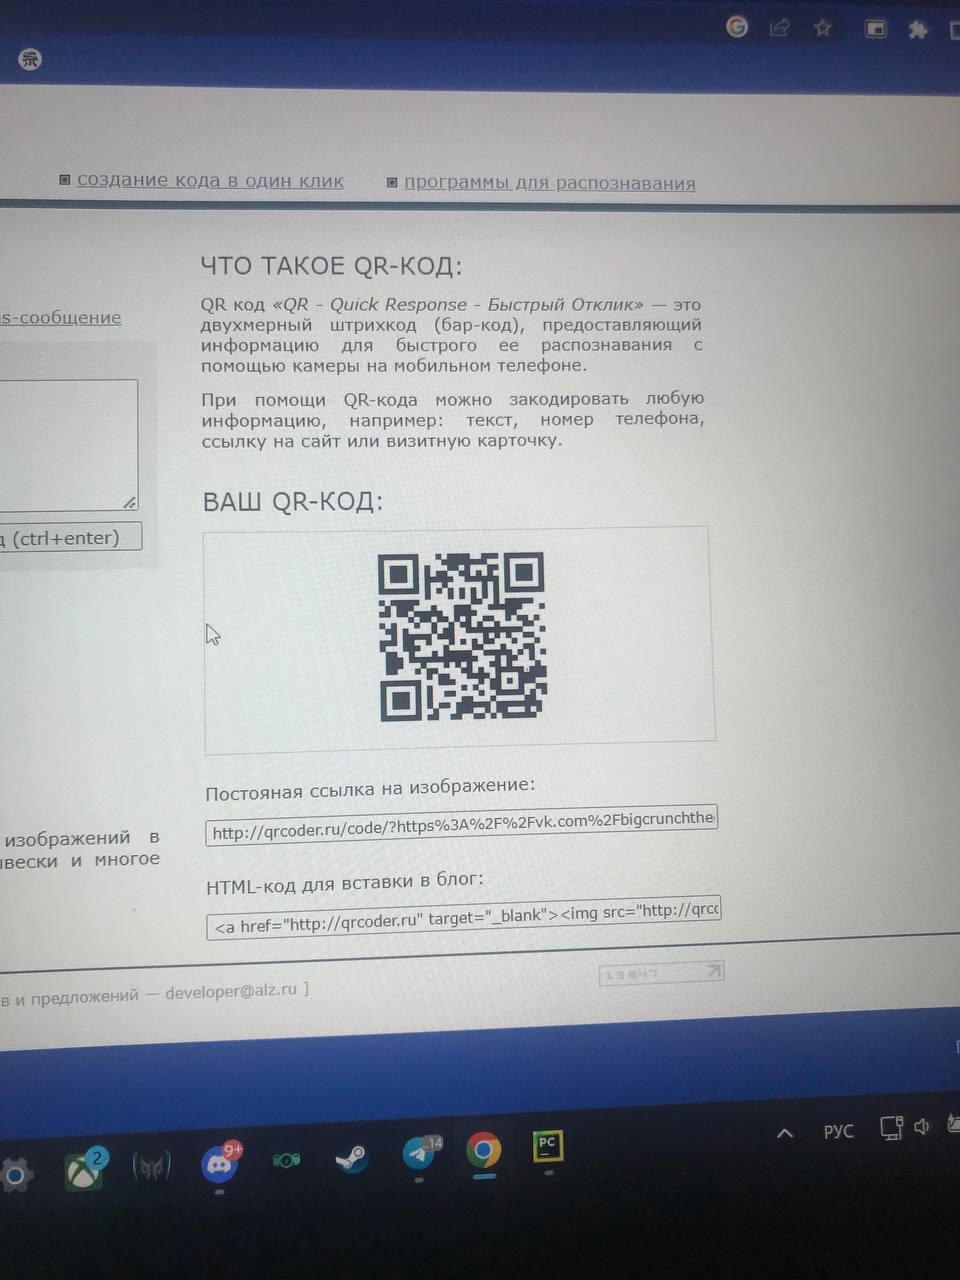 создание кода в один клик
программы для распознавания
ЧТО ТАКОЕ QR-КОД:
QR код «QR - Quick Response - Быстрый Отклик» — это
двухмерный штрихкод (бар-код), предоставляющий
информацию для быстрого ее распознавания с
помощью камеры на мобильном телефоне.
При помощи QR-кода можно закодировать любую
информацию, например: текст, номер телефона,
ссылку на сайт или визитную карточку.
s-сообщение
(ctrl+enter)
ВАШ QR-КОД:
Постояная ссылка на изображение:
http://qrcoder.ru/code/?https%3A%2F%2Fvk.com%2Fbigcrunchthe
HTML-код для вставки в блог:
<a href="http://qrcoder.ru" target="_blank"><img src="http://qrc
изображений в
ывески и многое
в и предложений — developer@alz.ru ]
13847
2
9+
14
PC
РУС